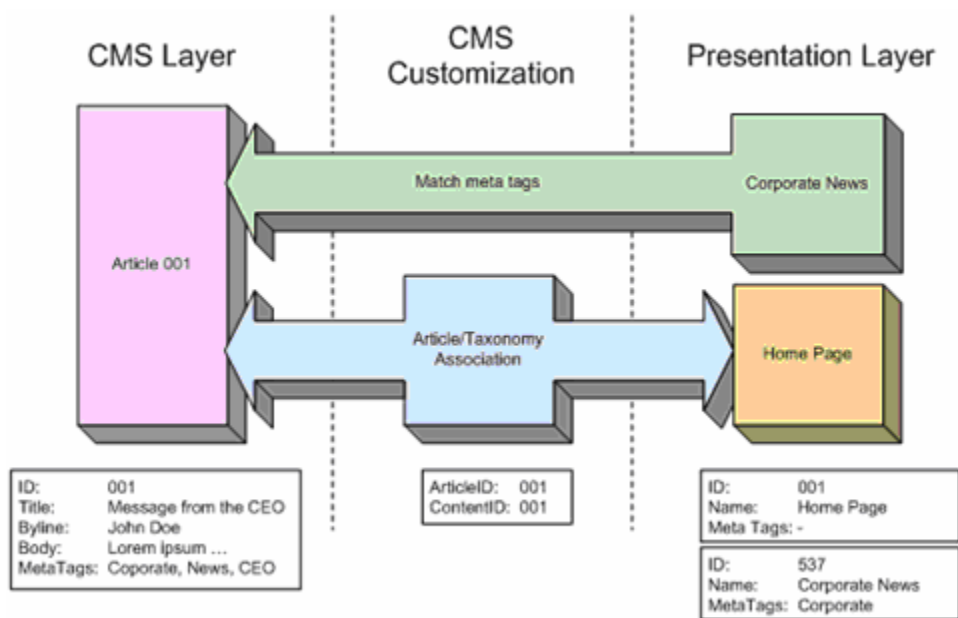 CMS Layer
CMS
Customization
Presentation Layer
Match meta tags
Corporate News
Article 001
Article/Taxonomy
Association
Home Page
ID: 001
Title: Message from the CEO
Byline: John Doe
Body: Lorem Ipsum ...
MetaTags: Coporate, News, CEO
ArticleID: 001
ContentID: 001
ID: 001
Name: Home Page
Meta Tags: -
ID: 537
Name: Corporate News
MetaTags: Corporate